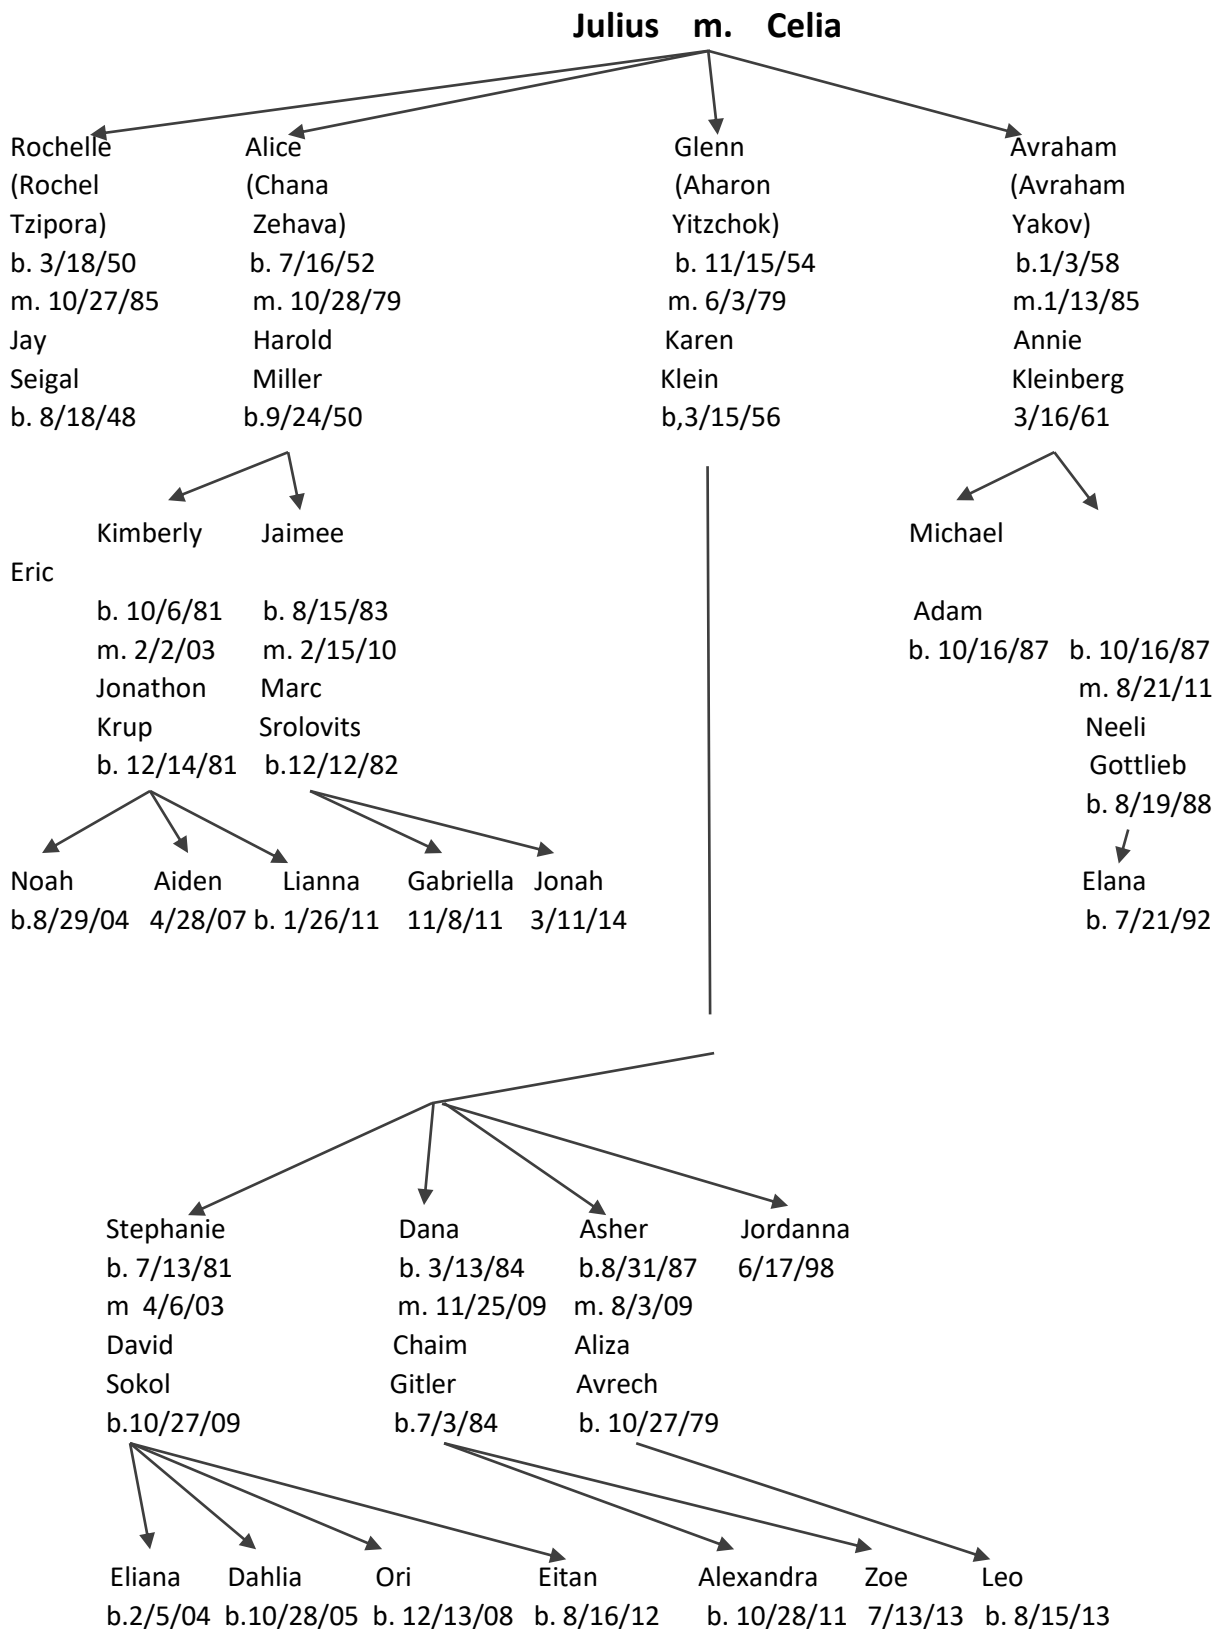 Julius m. Celia
Rochelle Alice Glenn Avraham
(Rochel (Chana (Aharon (Avraham
Tzipora) Zehava) Yitzchok) Yakov)
b. 3/18/50 b. 7/16/52 b. 11/15/54 b.1/3/58
m. 10/27/85 m. 10/28/79 m. 6/3/79 m.1/13/85
Jay Harold Karen Annie
Seigal Miller Klein Kleinberg
b. 8/18/48 b.9/24/50 b,3/15/56 3/16/61
Kimberly Jaimee Michael
Eric
b. 10/6/81 b. 8/15/83 Adam
m. 2/2/03 m. 2/15/10 b. 10/16/87 b. 10/16/87
Jonathon Marc m. 8/21/11
Krup Srolovits Neeli
b. 12/14/81 b.12/12/82 Gottlieb
b. 8/19/88
Noah Aiden Lianna Gabriella Jonah Elana
b.8/29/04 4/28/07 b. 1/26/11 11/8/11 3/11/14 b. 7/21/92
Stephanie Dana Asher Jordanna
b. 7/13/81 b. 3/13/84 b.8/31/87 6/17/98
m 4/6/03 m. 11/25/09 m. 8/3/09
David Chaim Aliza
Sokol Gitler Avrech
b.10/27/09 b.7/3/84 b. 10/27/79
Eliana Dahlia Ori Eitan Alexandra Zoe Leo
b.2/5/04 b.10/28/05 b. 12/13/08 b. 8/16/12 b. 10/28/11 7/13/13 b. 8/15/13